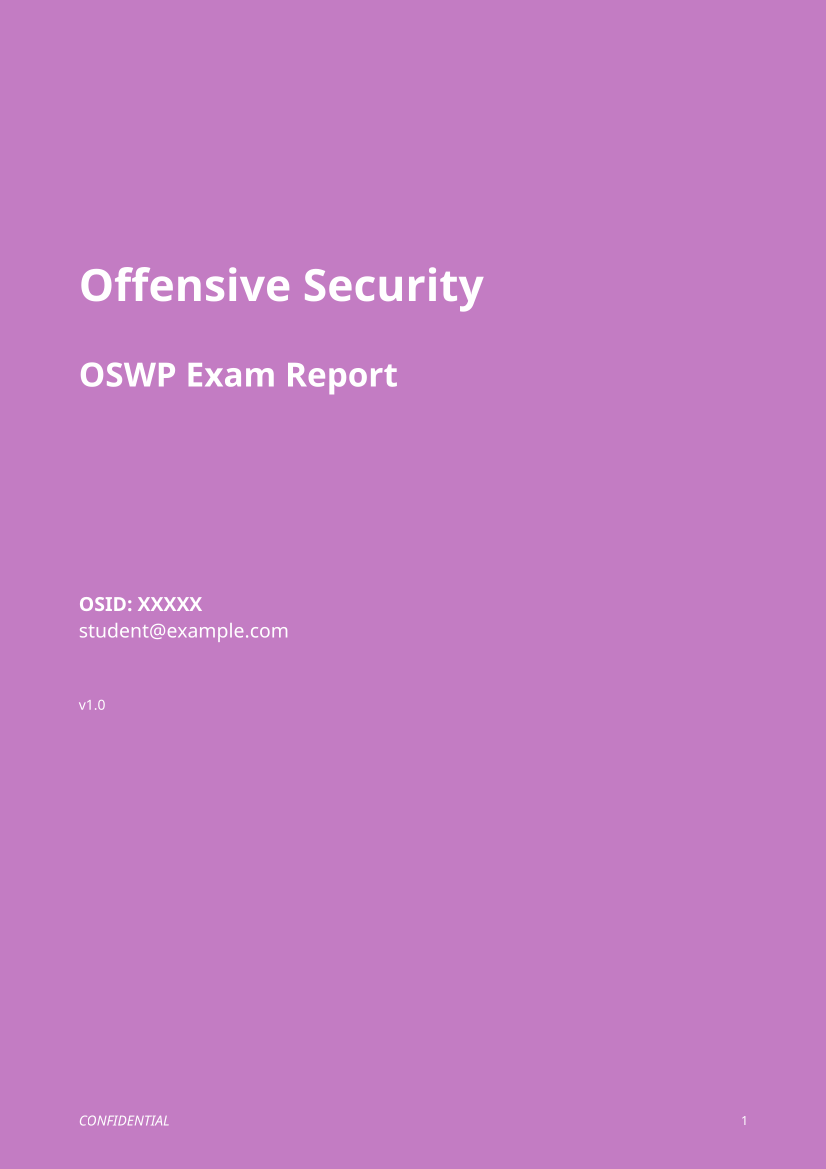 Offensive Security
OSWP Exam Report
OSID: XXXXX
student@example.com
v1.0
CONFIDENTIAL
1